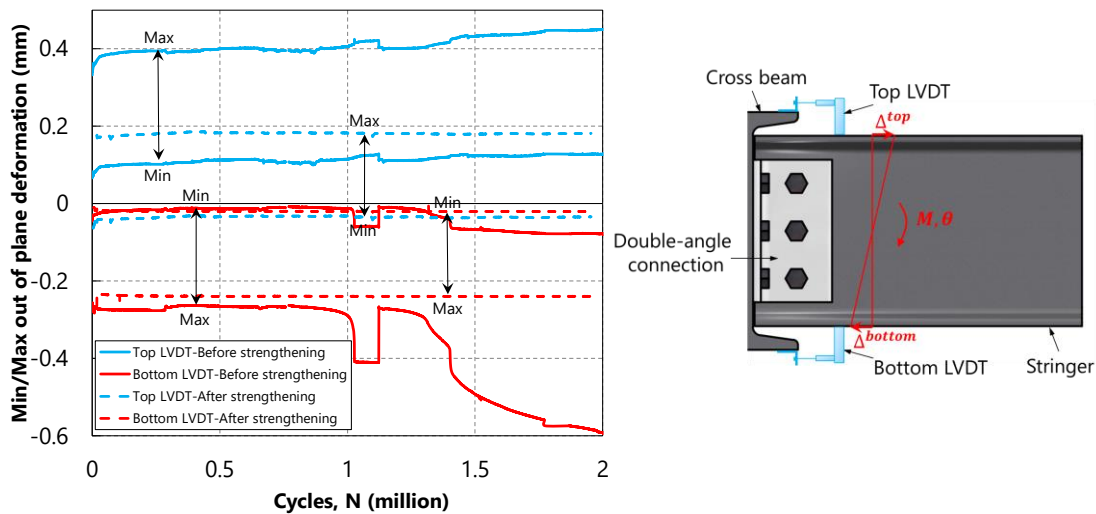 Min/Max out of plane deformation (mm)
0.4
0.2
0
-0.2
-0.4
-0.6
Max
Min
Max
Min
Min
Max
Max
Min
Top LVDT-Before strengthening
Bottom LVDT-Before strengthening
Top LVDT-After strengthening
Bottom LVDT-After strengthening
0
0.5
1
1.5
2
Cycles, N (million)
Cross beam
Top LVDT
Δ^top
M, θ
Double-angle
connection
Δ^bottom
Bottom LVDT
Stringer